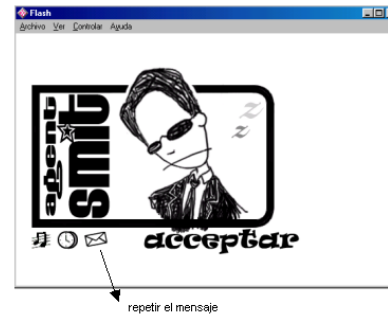 Flash
Archivo Ver Controlar Ayuda
agent
smit
z
z
acceptar
repetir el mensaje